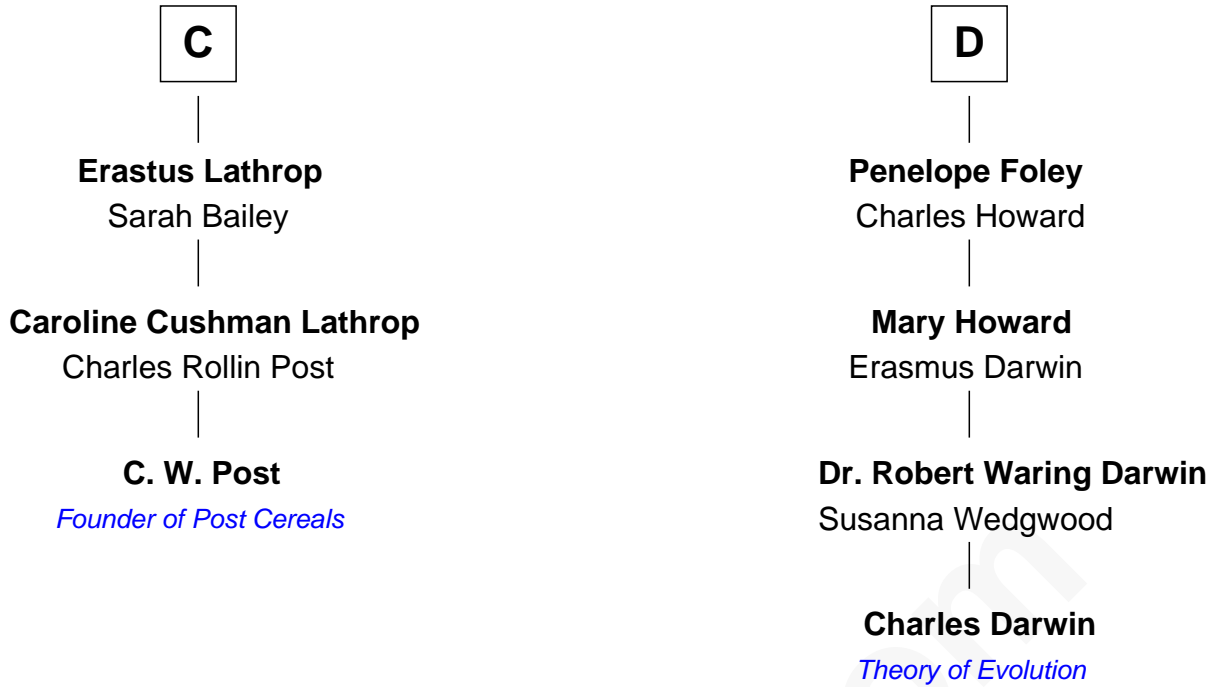 C
Erastus Lathrop
Sarah Bailey
Caroline Cushman Lathrop
Charles Rollin Post
C. W. Post
Founder of Post Cereals
D
Penelope Foley
Charles Howard
Mary Howard
Erasmus Darwin
Dr. Robert Waring Darwin
Susanna Wedgwood
Charles Darwin
Theory of Evolution